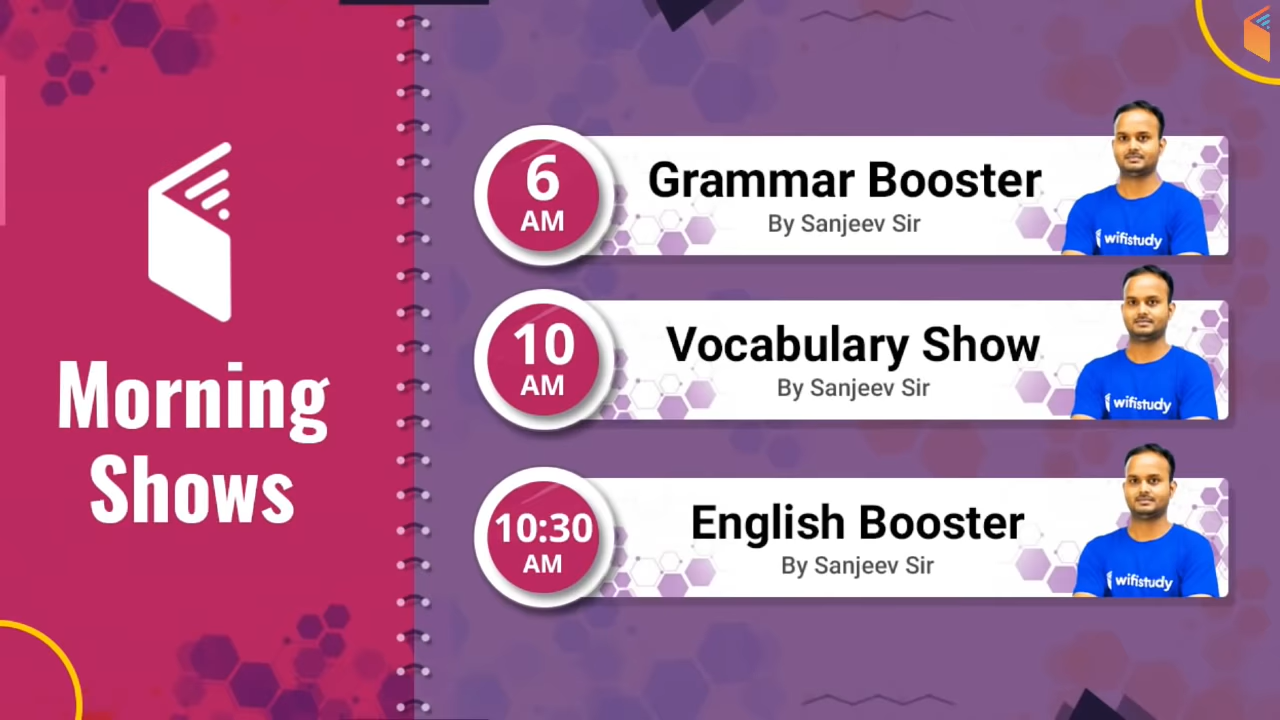 Morning
Shows
6
AM
Grammar Booster
By Sanjeev Sir
wifistudy
10
AM
Vocabulary Show
By Sanjeev Sir
wifistudy
10:30
AM
English Booster
By Sanjeev Sir
wifistudy